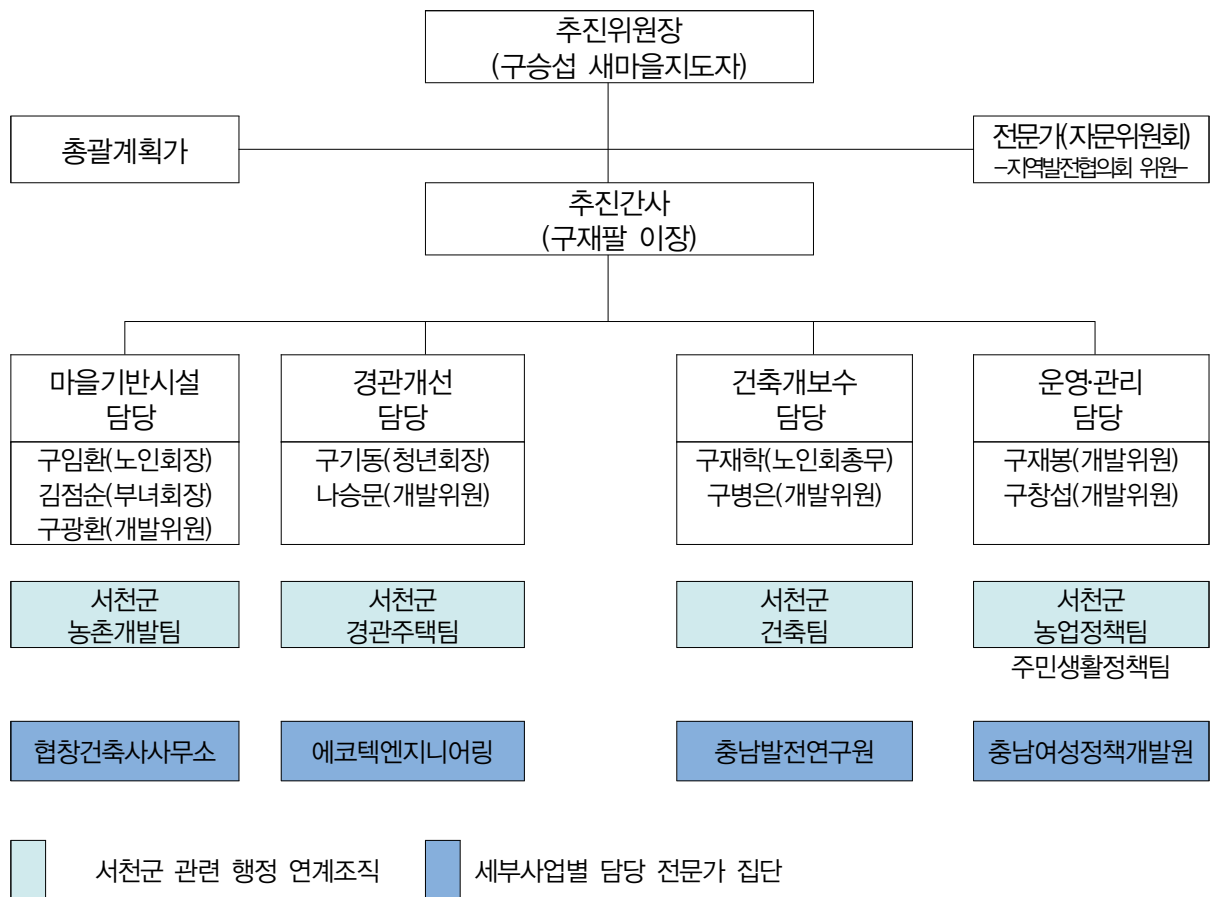 추진위원장
(구승섭 새마을지도자)
총괄계획가
전문가(자문위원회)
-지역발전협의회 위원-
추진간사
(구재팔 이장)
마을기반시설
담당
구임환(노인회장)
김점순(부녀회장)
구광환(개발위원)
경관개선
담당
구기동(청년회장)
나승문(개발위원)
건축개보수
담당
구재학(노인회총무)
구병은(개발위원)
운영·관리
담당
구재봉(개발위원)
구창섭(개발위원)
서천군
농촌개발팀
서천군
경관주택팀
서천군
건축팀
서천군
농업정책팀
주민생활정책팀
협창건축사사무소
에코텍엔지니어링
충남발전연구원
충남여성정책개발원
서천군 관련 행정 연계조직
세부사업별 담당 전문가 집단